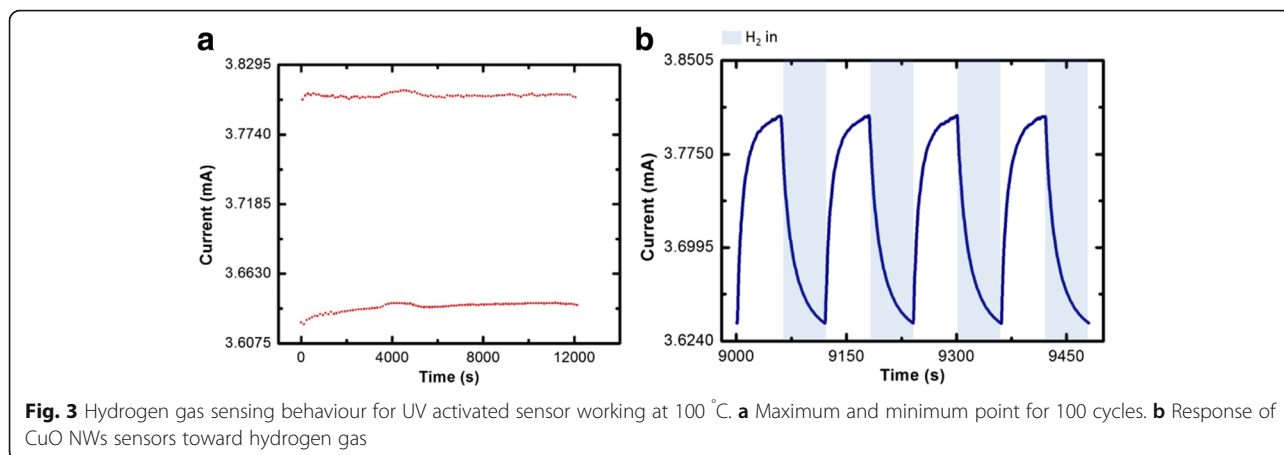 a
3.8295
3.7740
3.7185
3.6630
3.6075
Current (mA)
0 4000 8000 12000
Time (s)
b
H2 in
3.8505
3.7750
3.6995
3.6240
Current (mA)
9000 9150 9300 9450
Time (s)
Fig. 3 Hydrogen gas sensing behaviour for UV activated sensor working at 100 °C. a Maximum and minimum point for 100 cycles. b Response of
CuO NWs sensors toward hydrogen gas